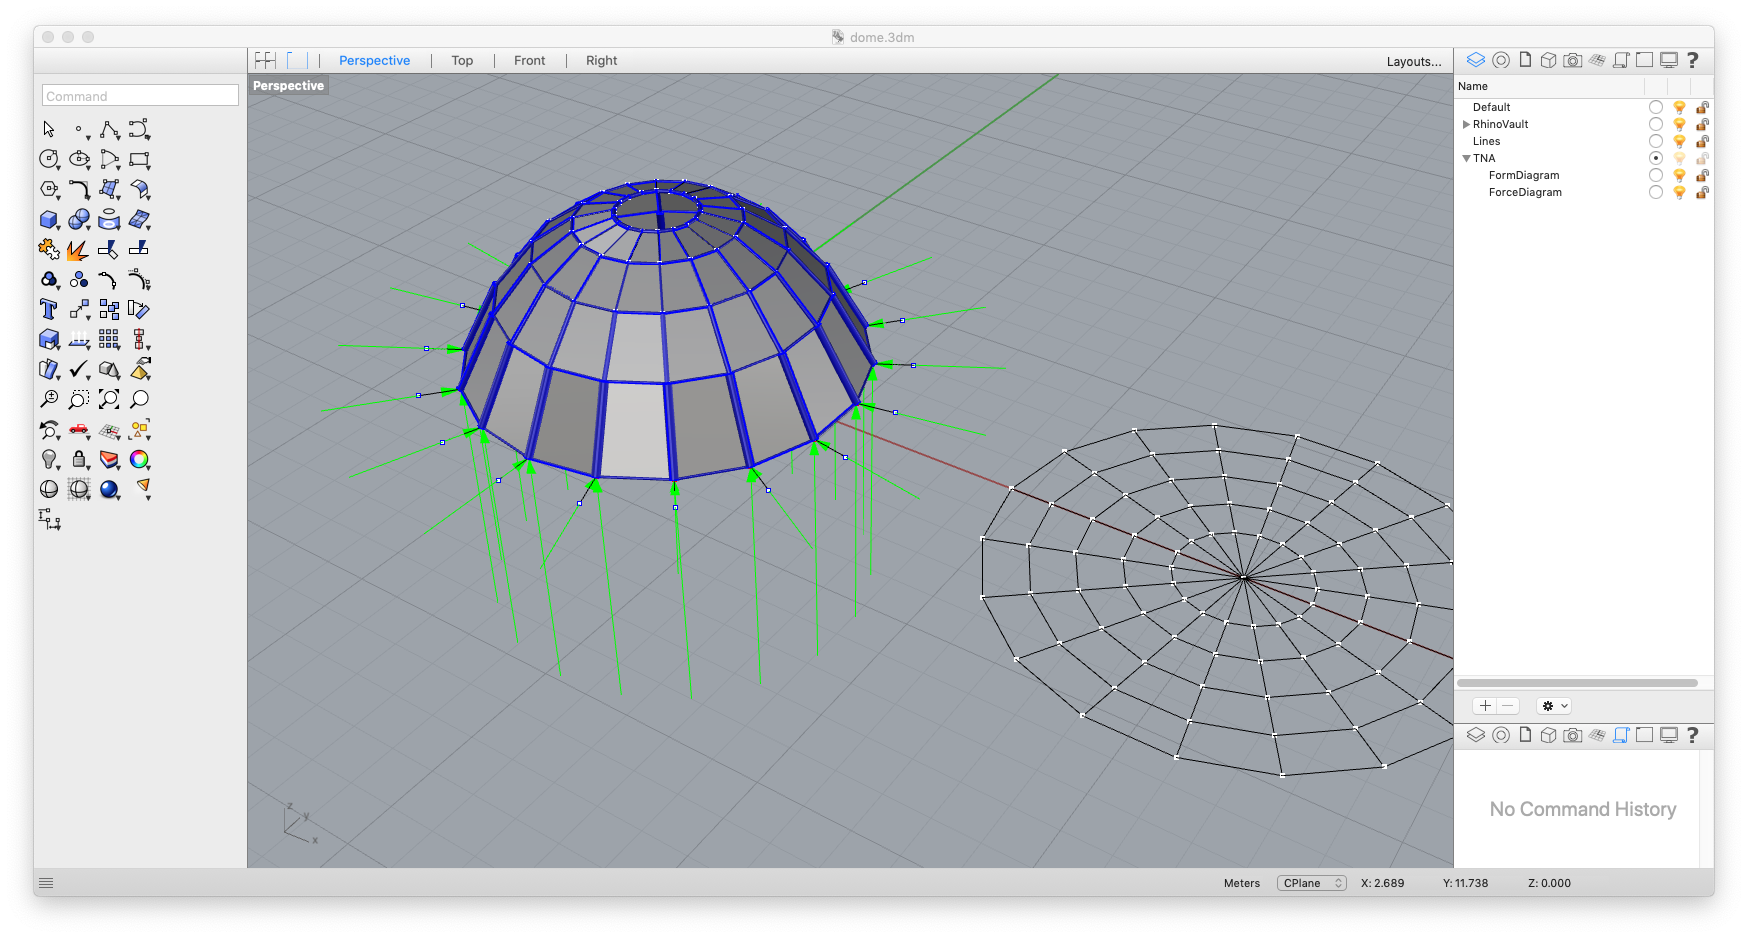 dome.3dm
Perspective | Top | Front | Right
Layouts...
Command
Perspective
Name
Default
RhinoVault
Lines
TNA
FormDiagram
ForceDiagram
No Command History
z
y
x
Meters CPlane X: 2.689 Y: 11.738 Z: 0.000